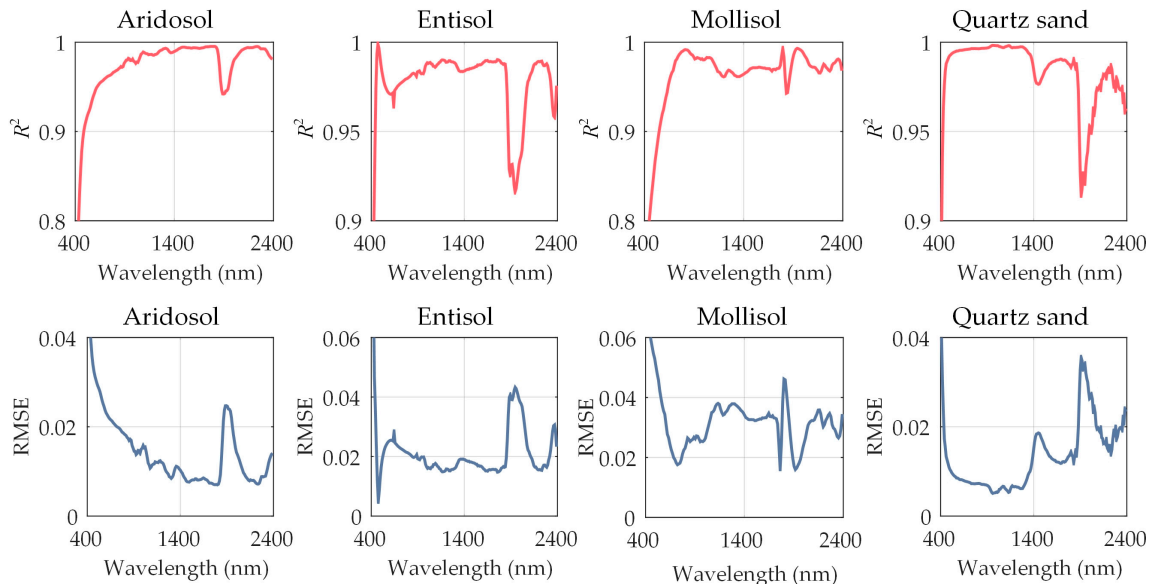 Aridosol Entisol Mollisol Quartz sand
1 1 1 1
R² R² R² R²
0.9 0.95 0.9 0.95
0.8 0.9 0.8 0.9
400 1400 2400 400 1400 2400 400 1400 2400 400 1400 2400
Wavelength (nm) Wavelength (nm) Wavelength (nm) Wavelength (nm)
Aridosol Entisol Mollisol Quartz sand
0.04 0.06 0.06 0.04
0.04 0.04
RMSE RMSE RMSE RMSE
0.02 0.02 0.02 0.02
0 0 0 0
400 1400 2400 400 1400 2400 400 1400 2400 400 1400 2400
Wavelength (nm) Wavelength (nm) Wavelength (nm) Wavelength (nm)